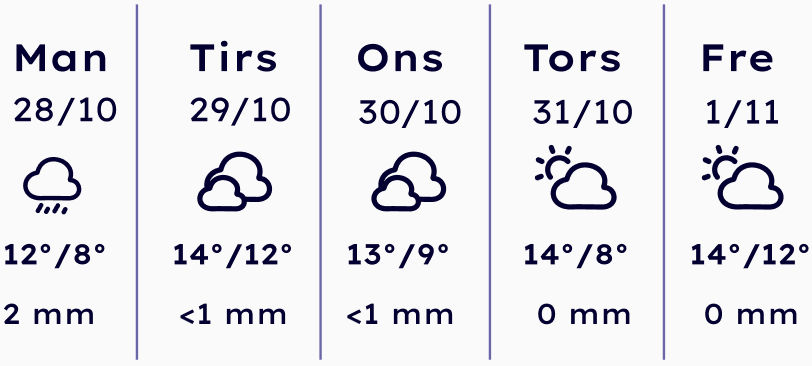 Man
28/10
12°/8°
2 mm
Tirs
29/10
14°/12°
<1 mm
Ons
30/10
13°/9°
<1 mm
Tors
31/10
14°/8°
0 mm
Fre
1/11
14°/12°
0 mm